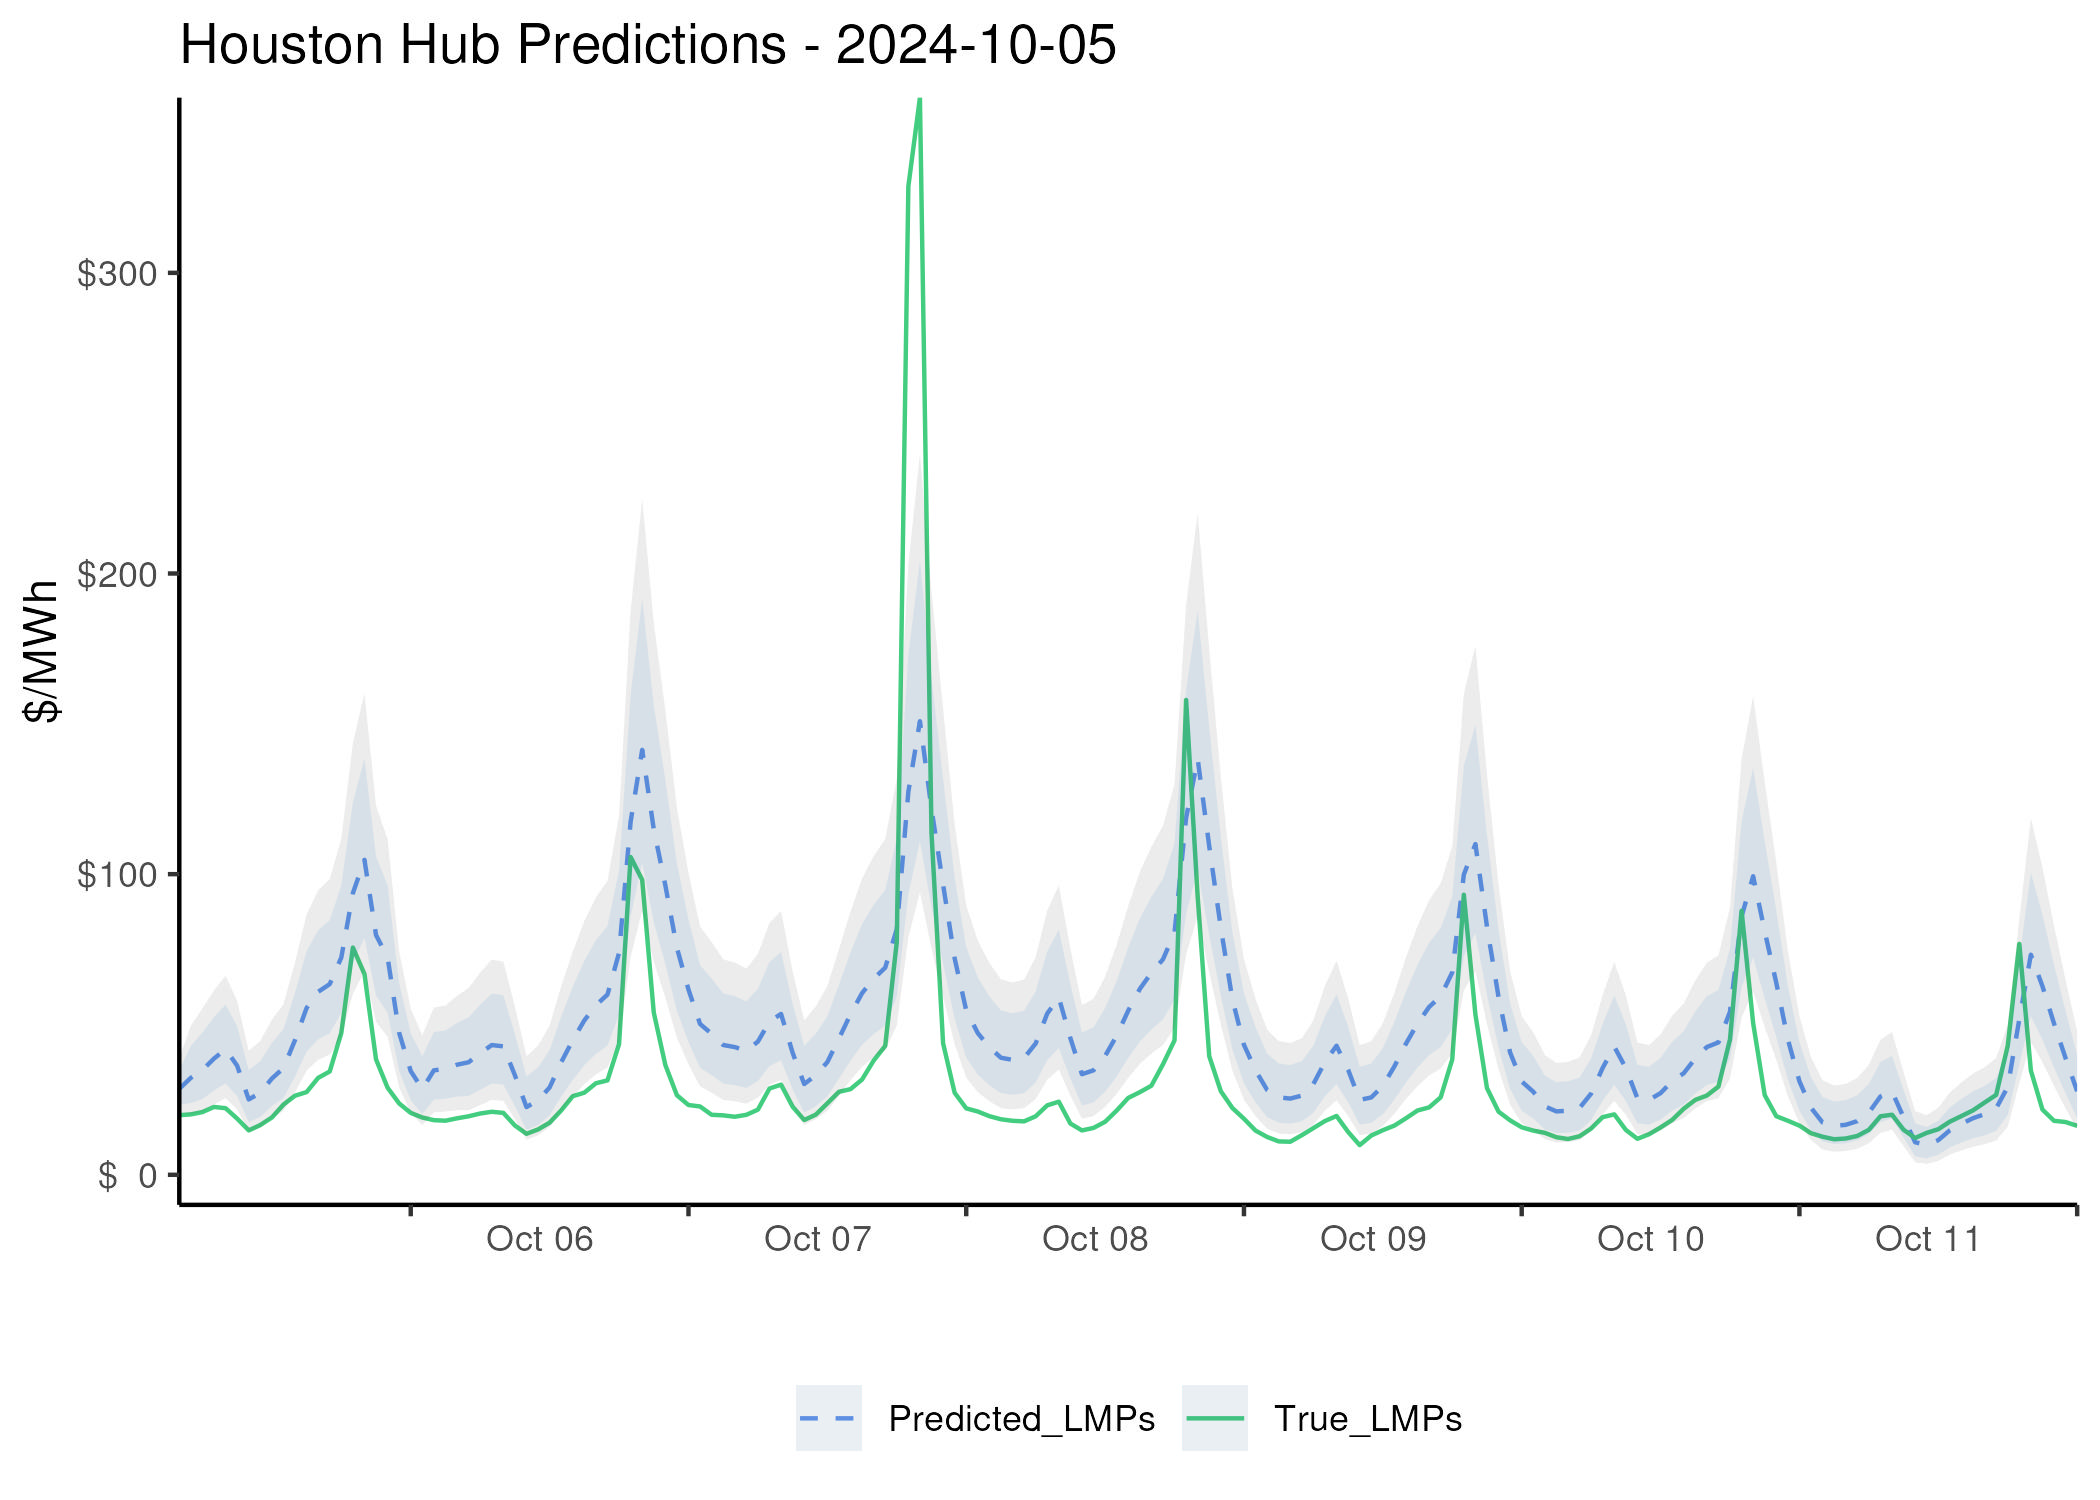 Houston Hub Predictions - 2024-10-05
$/MWh
$300
$200
$100
$ 0
Oct 06 Oct 07 Oct 08 Oct 09 Oct 10 Oct 11
Predicted_LMPs True_LMPs